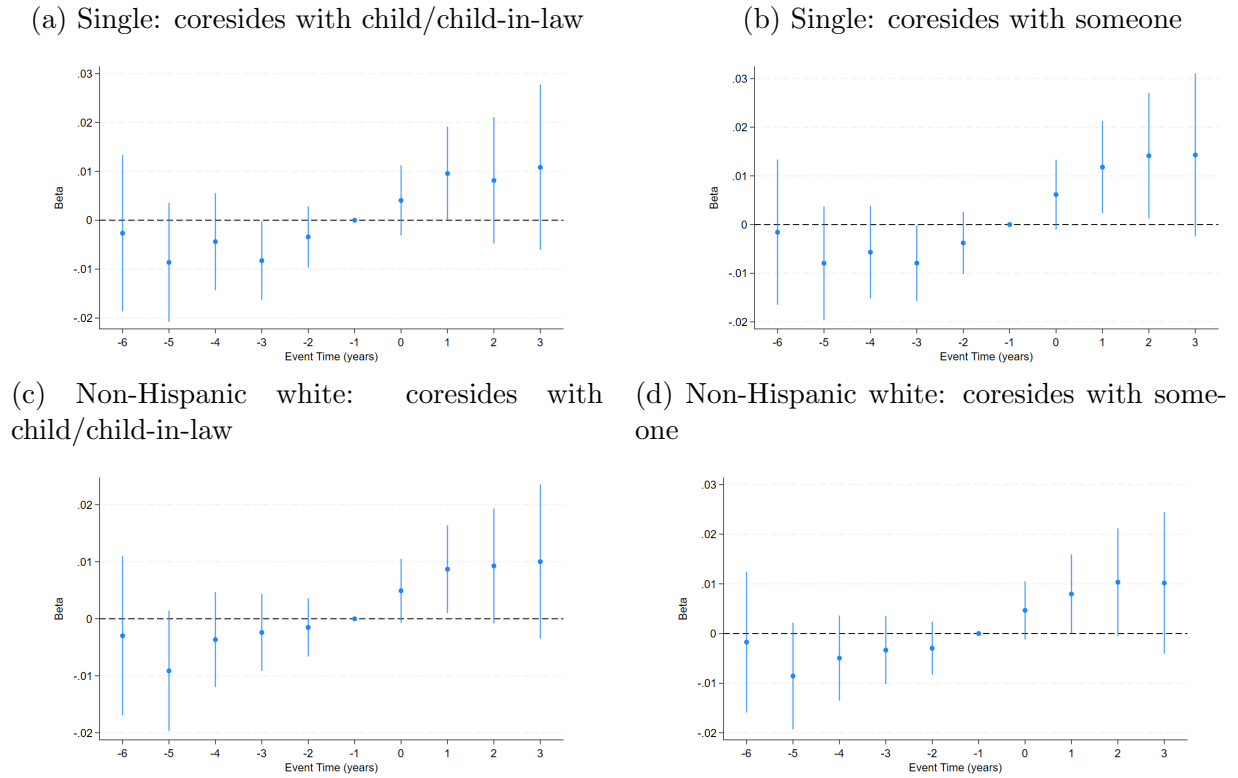 (a) Single: coresides with child/child-in-law
.03
.02
.01
0
-.01
-.02
Beta
-6 -5 -4 -3 -2 -1 0 1 2 3
Event Time (years)
(b) Single: coresides with someone
.03
.02
.01
0
-.01
-.02
Beta
-6 -5 -4 -3 -2 -1 0 1 2 3
Event Time (years)
(c) Non-Hispanic white: coresides with
child/child-in-law
.02
.01
0
-.01
-.02
Beta
-6 -5 -4 -3 -2 -1 0 1 2 3
Event Time (years)
(d) Non-Hispanic white: coresides with some-
one
.03
.02
.01
0
-.01
-.02
Beta
-6 -5 -4 -3 -2 -1 0 1 2 3
Event Time (years)